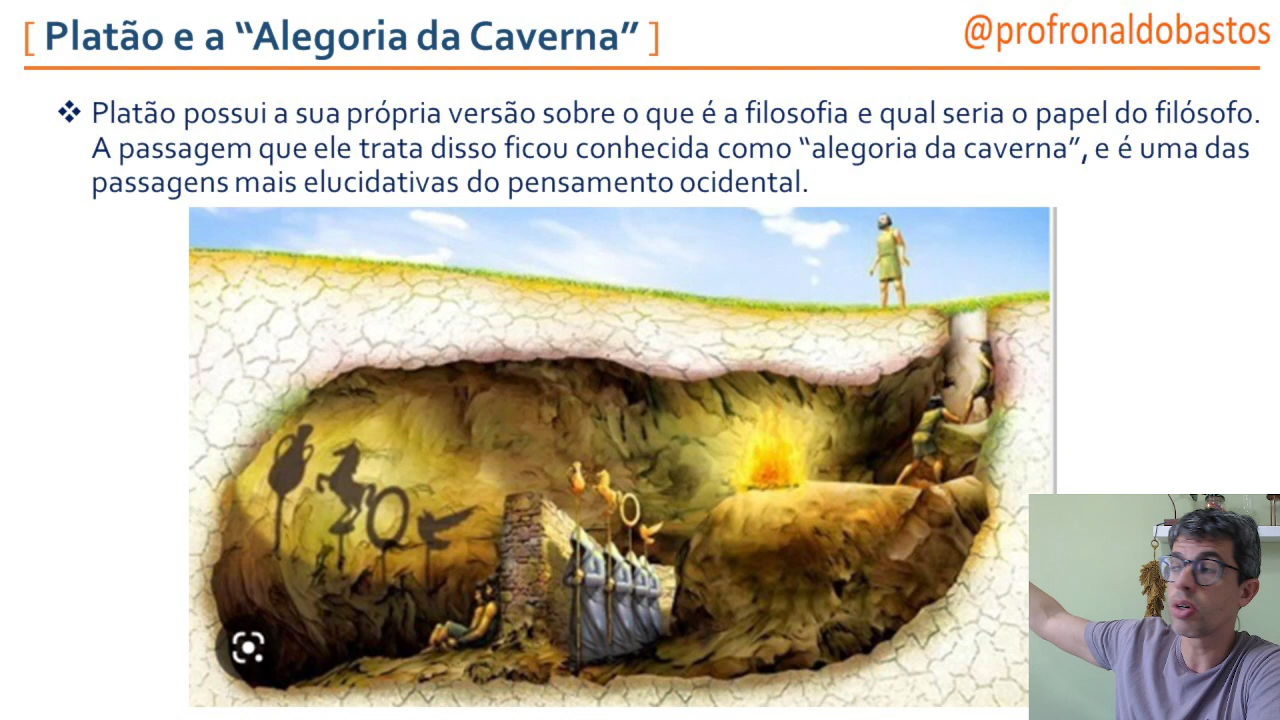 [ Platão e a “Alegoria da Caverna” ]
@profronaldobastos
❖ Platão possui a sua própria versão sobre o que é a filosofia e qual seria o papel do filósofo.
A passagem que ele trata disso ficou conhecida como “alegoria da caverna”, e é uma das
passagens mais elucidativas do pensamento ocidental.